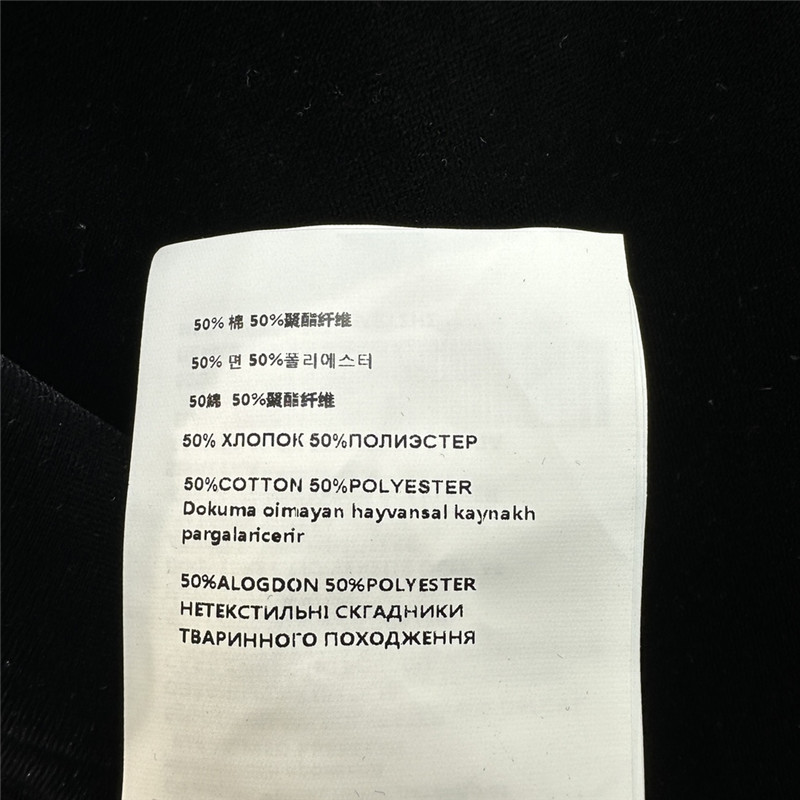 50% 棉 50%聚酯纤维
50% 면 50%폴리에스터
50綿 50%聚酯纤维
50% ХЛОПОК 50%ПОЛИЭСТЕР
50%COTTON 50%POLYESTER
Dokuma oimayan hayvansal kaynakh
pargalaricerir
50%ALOGDON 50%POLYESTER
НЕТЕКСТИЛЬНІ СКГАДНИКИ
ТВАРИННОГО ПОХОДЖЕННЯ